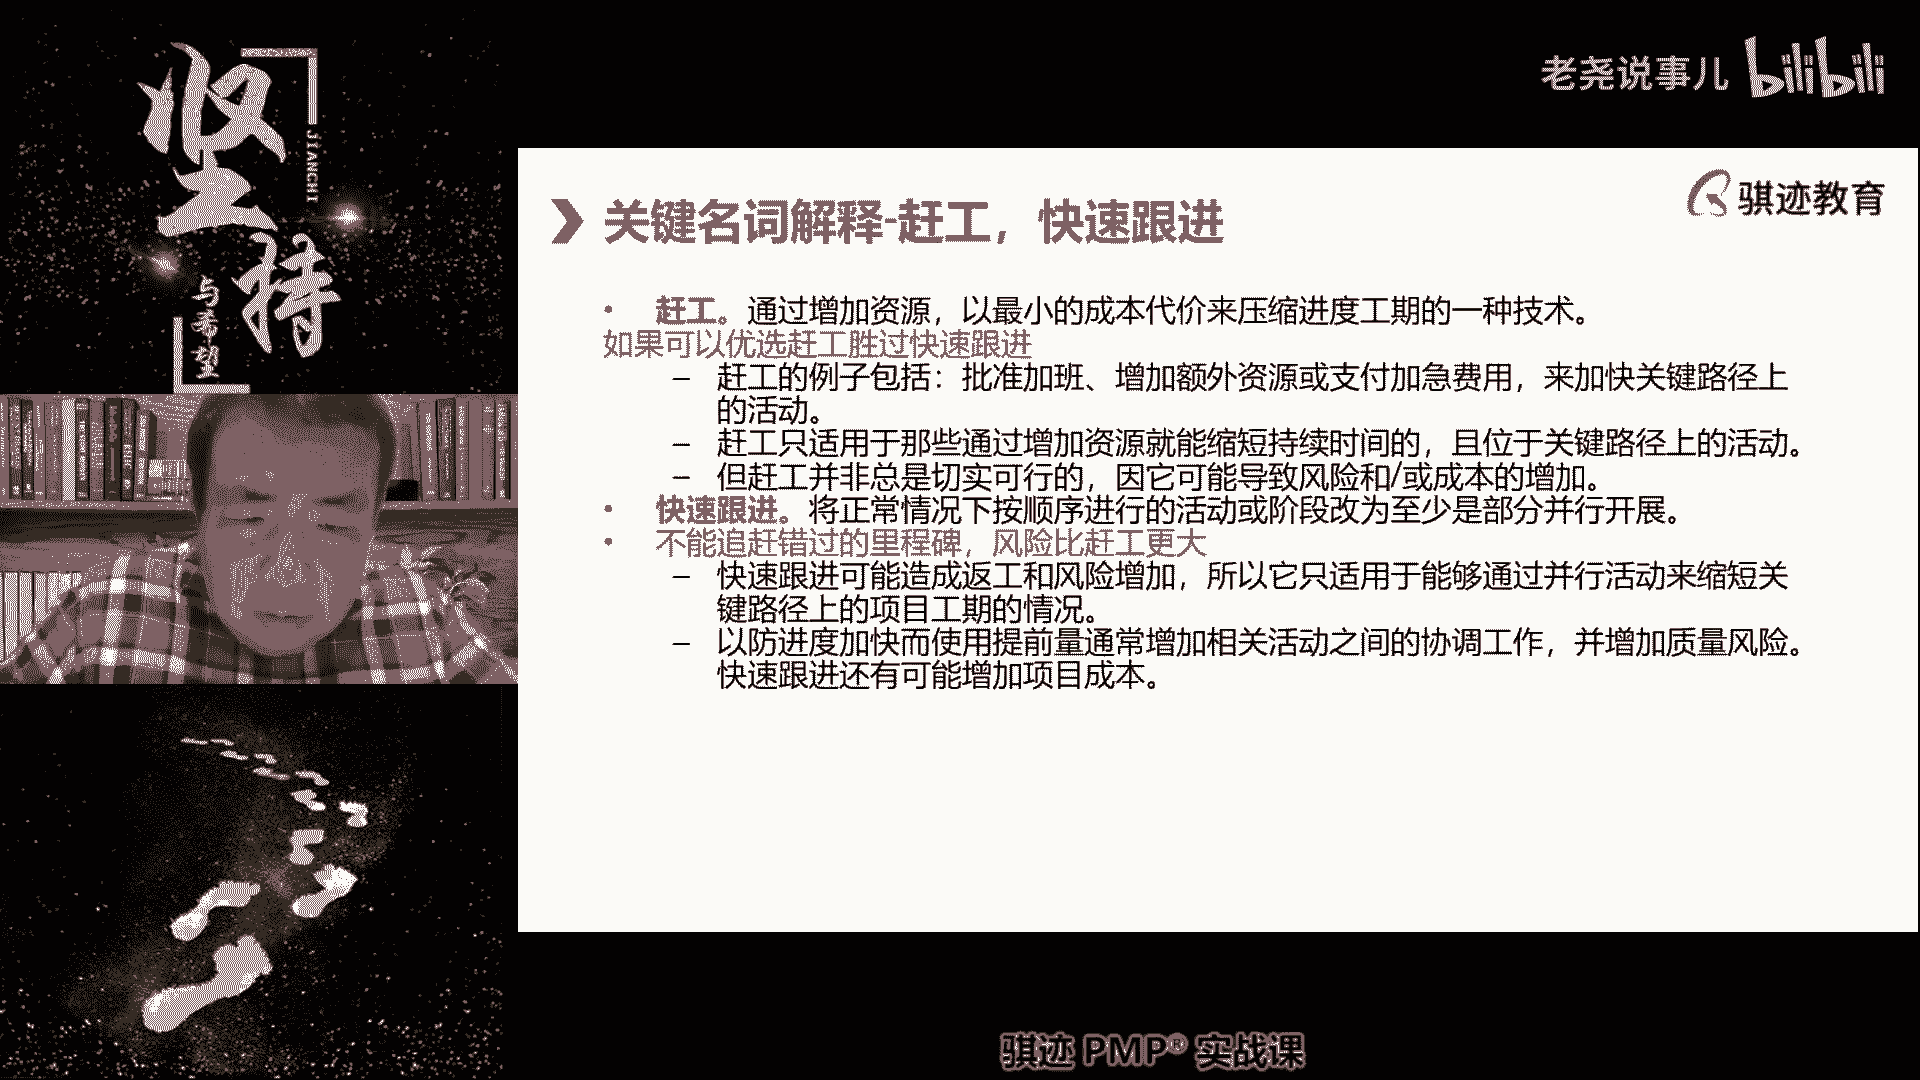 坚持
JIANCHI
与希望
老尧说事儿 bilibili
骐迹教育
关键名词解释-赶工，快速跟进
• 赶工。通过增加资源，以最小的成本代价来压缩进度工期的一种技术。
如果可以优选赶工胜过快速跟进
– 赶工的例子包括：批准加班、增加额外资源或支付加急费用，来加快关键路径上
的活动。
– 赶工只适用于那些通过增加资源就能缩短持续时间的，且位于关键路径上的活动。
– 但赶工并非总是切实可行的，因它可能导致风险和/或成本的增加。
• 快速跟进。将正常情况下按顺序进行的活动或阶段改为至少是部分并行开展。
• 不能追赶错过的里程碑，风险比赶工更大
– 快速跟进可能造成返工和风险增加，所以它只适用于能够通过并行活动来缩短关
键路径上的项目工期的情况。
– 以防进度加快而使用提前量通常增加相关活动之间的协调工作，并增加质量风险。
快速跟进还有可能增加项目成本。
骐迹 PMP® 实战课